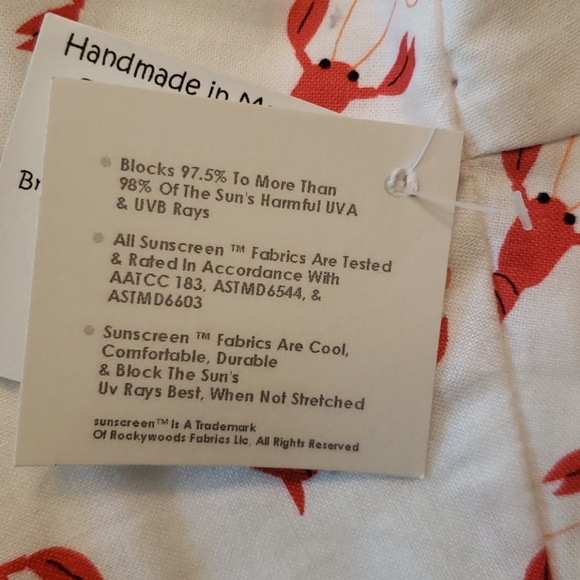 Handmade in
Blocks 97.5% To More Than
98% Of The Sun's Harmful UVA
& UVB Rays
All Sunscreen ™ Fabrics Are Tested
& Rated In Accordance With
AATCC 183, ASTMD6544, &
ASTMD6603
Sunscreen ™ Fabrics Are Cool,
Comfortable, Durable
& Block The Sun's
Uv Rays Best, When Not Stretched
sunscreen™ Is A Trademark
Of Rockywoods Fabrics Llc, All Rights Reserved